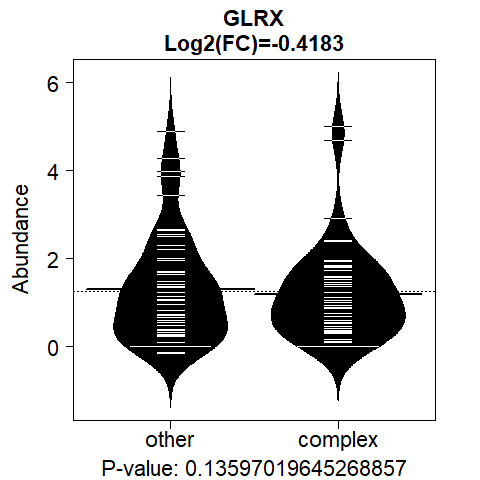 GLRX
Log2(FC)=-0.4183
6
4
2
0
Abundance
other complex
P-value: 0.13597019645268857